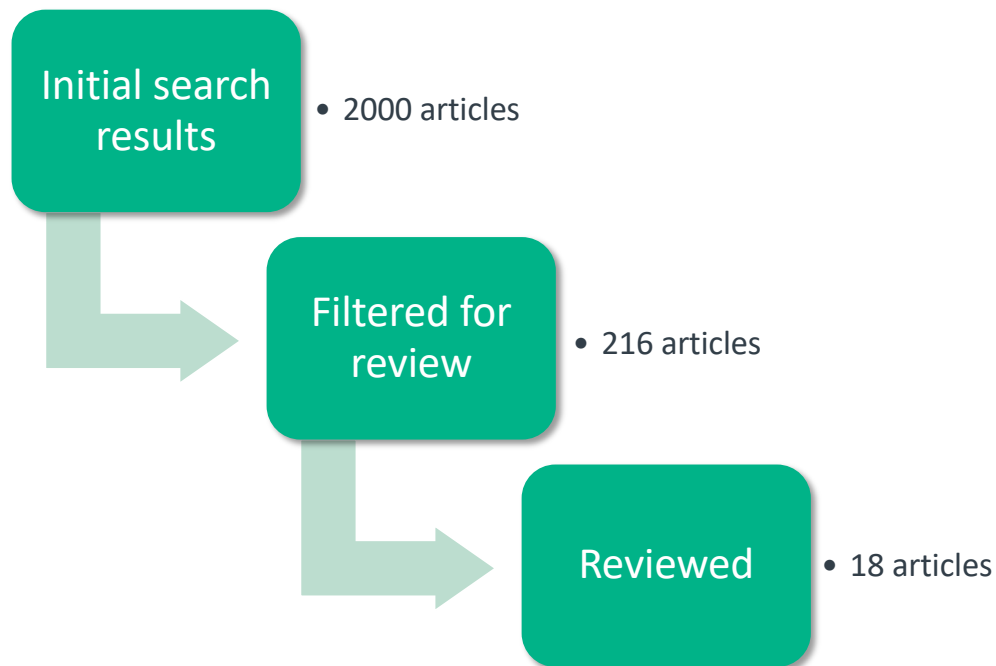 Initial search
results
• 2000 articles
Filtered for
review
• 216 articles
Reviewed
• 18 articles